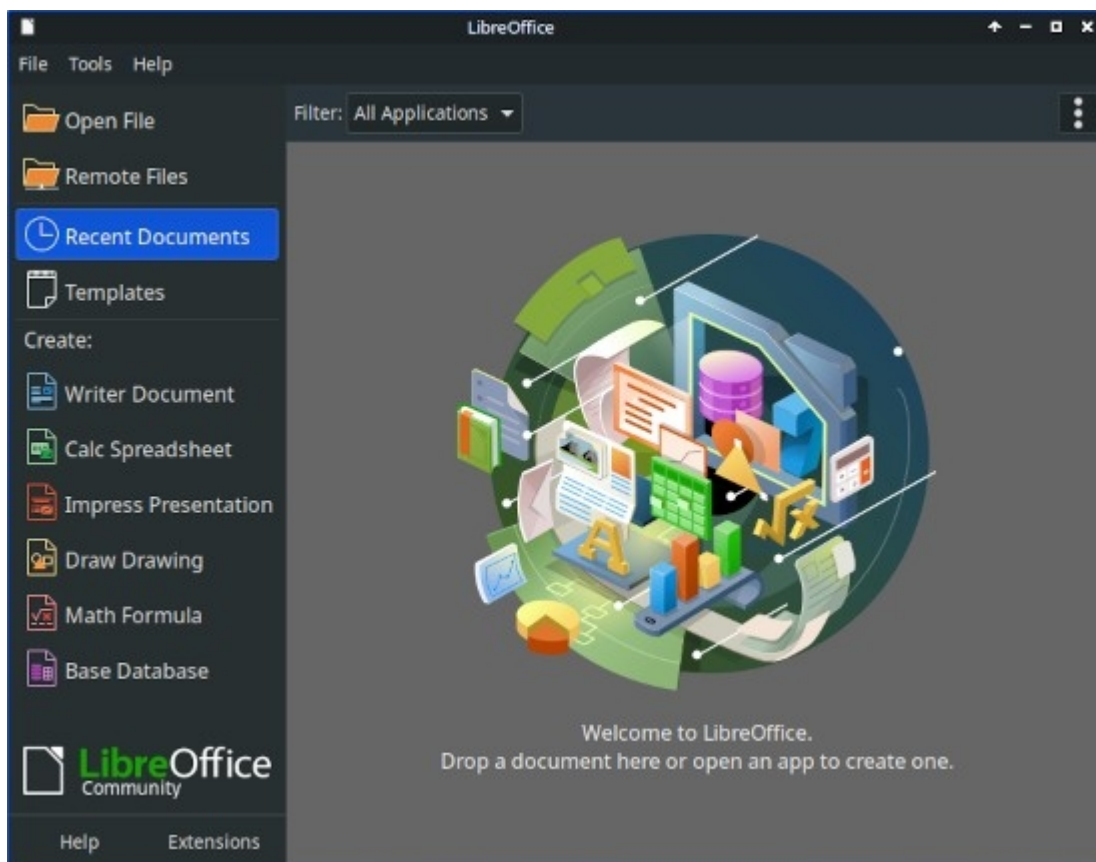 LibreOffice
File Tools Help
Open File
Remote Files
Recent Documents
Templates
Create:
Writer Document
Calc Spreadsheet
Impress Presentation
Draw Drawing
Math Formula
Base Database
LibreOffice
Community
Help Extensions
Filter: All Applications
A
Welcome to LibreOffice.
Drop a document here or open an app to create one.